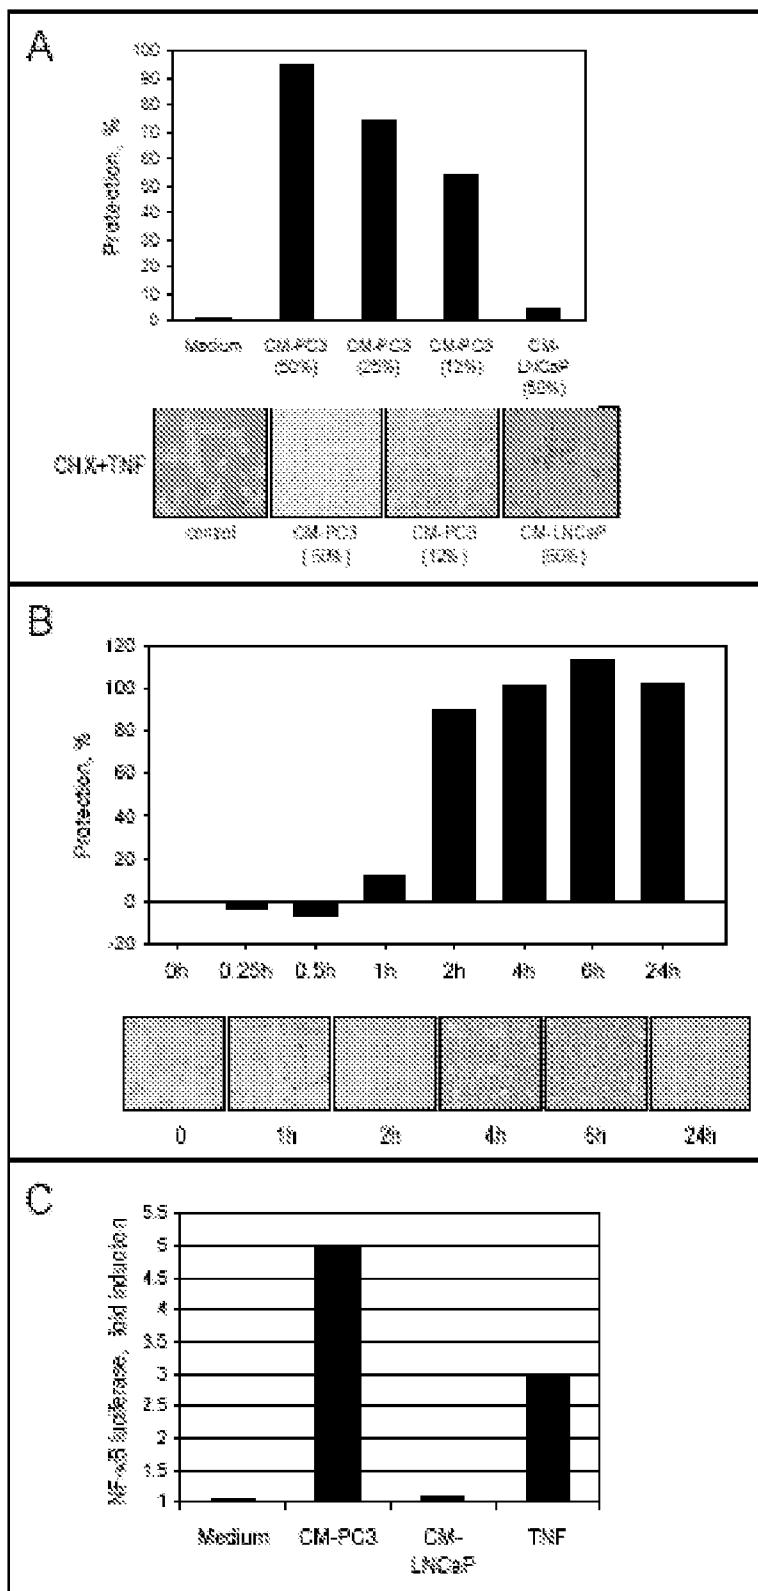 A
100
90
80
70
60
50
40
30
20
10
0
Protection, %
Medium
CM-PC3
(50%)
CM-PC3
(25%)
CM-PC3
(12%)
CM-
LNCaP
(50%)
CHX+TNF
control
CM-PC3
(50%)
CM-PC3
(12%)
CM-LNCaP
(50%)
B
120
100
80
60
40
20
0
-20
Protection, %
0h
0.25h
0.5h
1h
2h
4h
6h
24h
0
1h
2h
4h
6h
24h
C
5.5
5
4.5
4
3.5
3
2.5
2
1.5
1
NF-κB luciferase, fold induction
Medium
CM-PC3
CM-
LNCaP
TNF